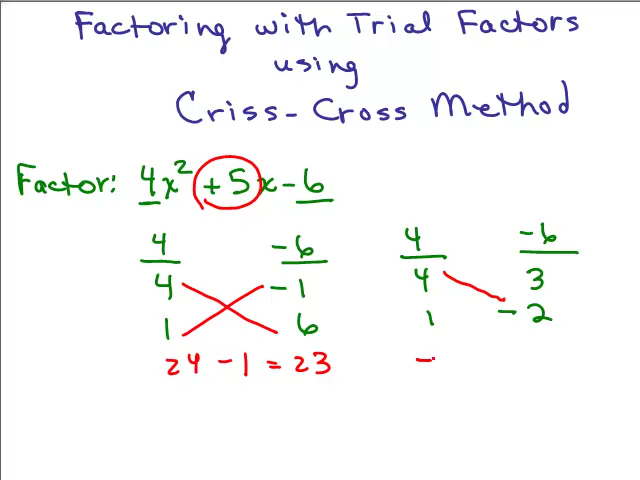 Factoring with Trial Factors
using
Criss-Cross Method
Factor: 4x² +5x - 6
4 -6 4 -6
4 -1 4 3
1 6 1 -2
24 - 1 = 23 -